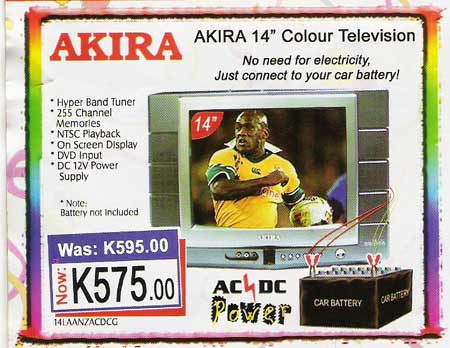 AKIRA
AKIRA 14” Colour Television
No need for electricity,
Just connect to your car battery!
* Hyper Band Tuner
* 255 Channel
Memories
* NTSC Playback
* On Screen Display
* DVD Input
* DC 12V Power
Supply
* Note:
Battery not Included
14"
AKIRA
Was: K595.00
Now:
K575.00
14LAANZACDCG
AC DC
Power
CAR BATTERY
CAR BATTERY